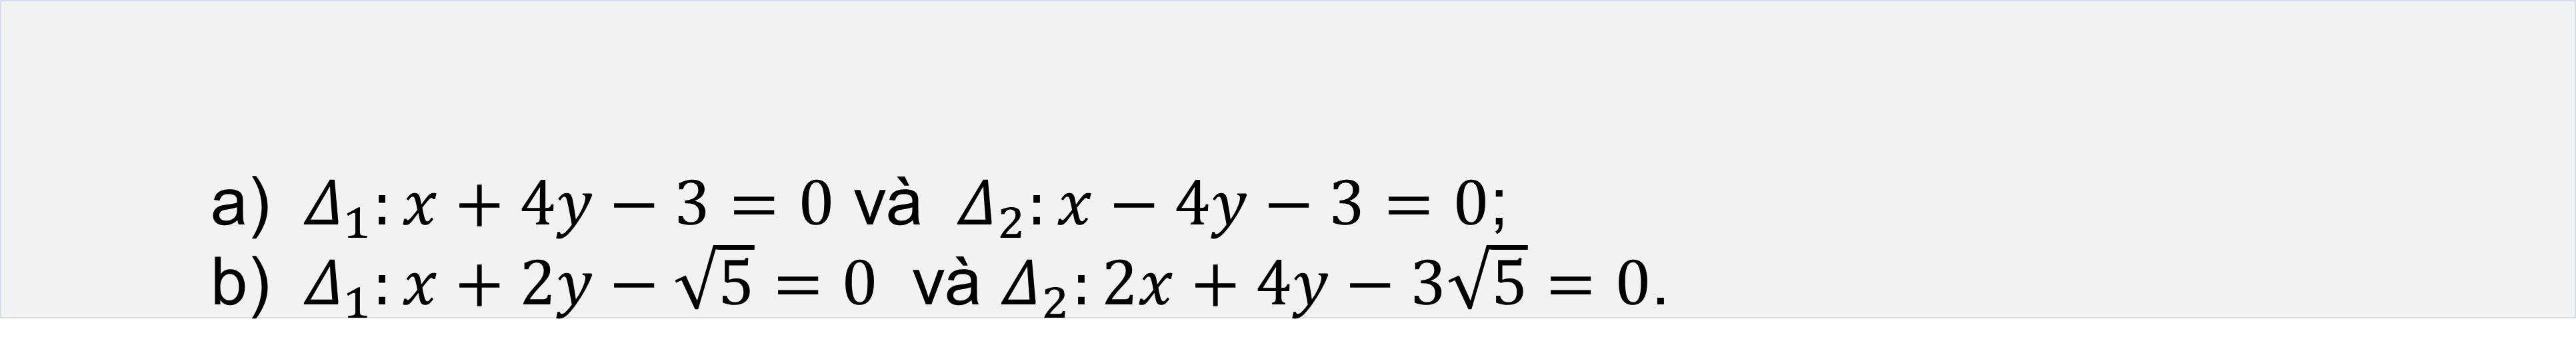 a) Δ₁: x + 4y − 3 = 0 và Δ₂: x − 4y − 3 = 0;
b) Δ₁: x + 2y − √5 = 0 và Δ₂: 2x + 4y − 3√5 = 0.